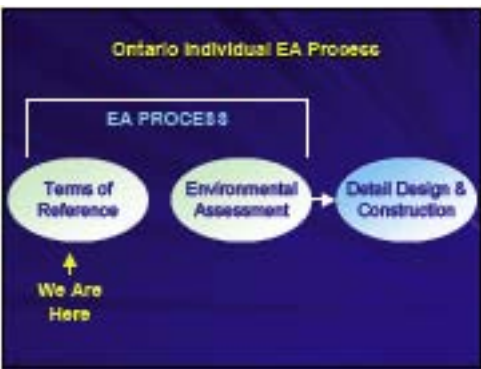 Ontario Individual EA Process
EA PROCESS
Terms of
Reference
Environmental
Assessment
Detail Design &
Construction
We Are
Here